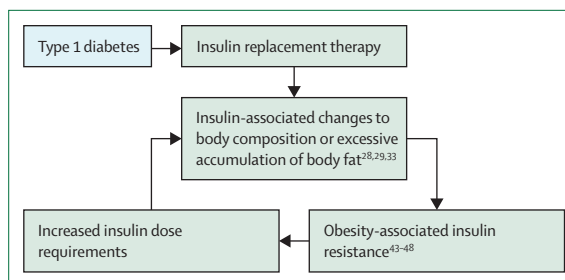 Type 1 diabetes
Insulin replacement therapy
Insulin-associated changes to
body composition or excessive
accumulation of body fat28,29,33
Increased insulin dose
requirements
Obesity-associated insulin
resistance43–48